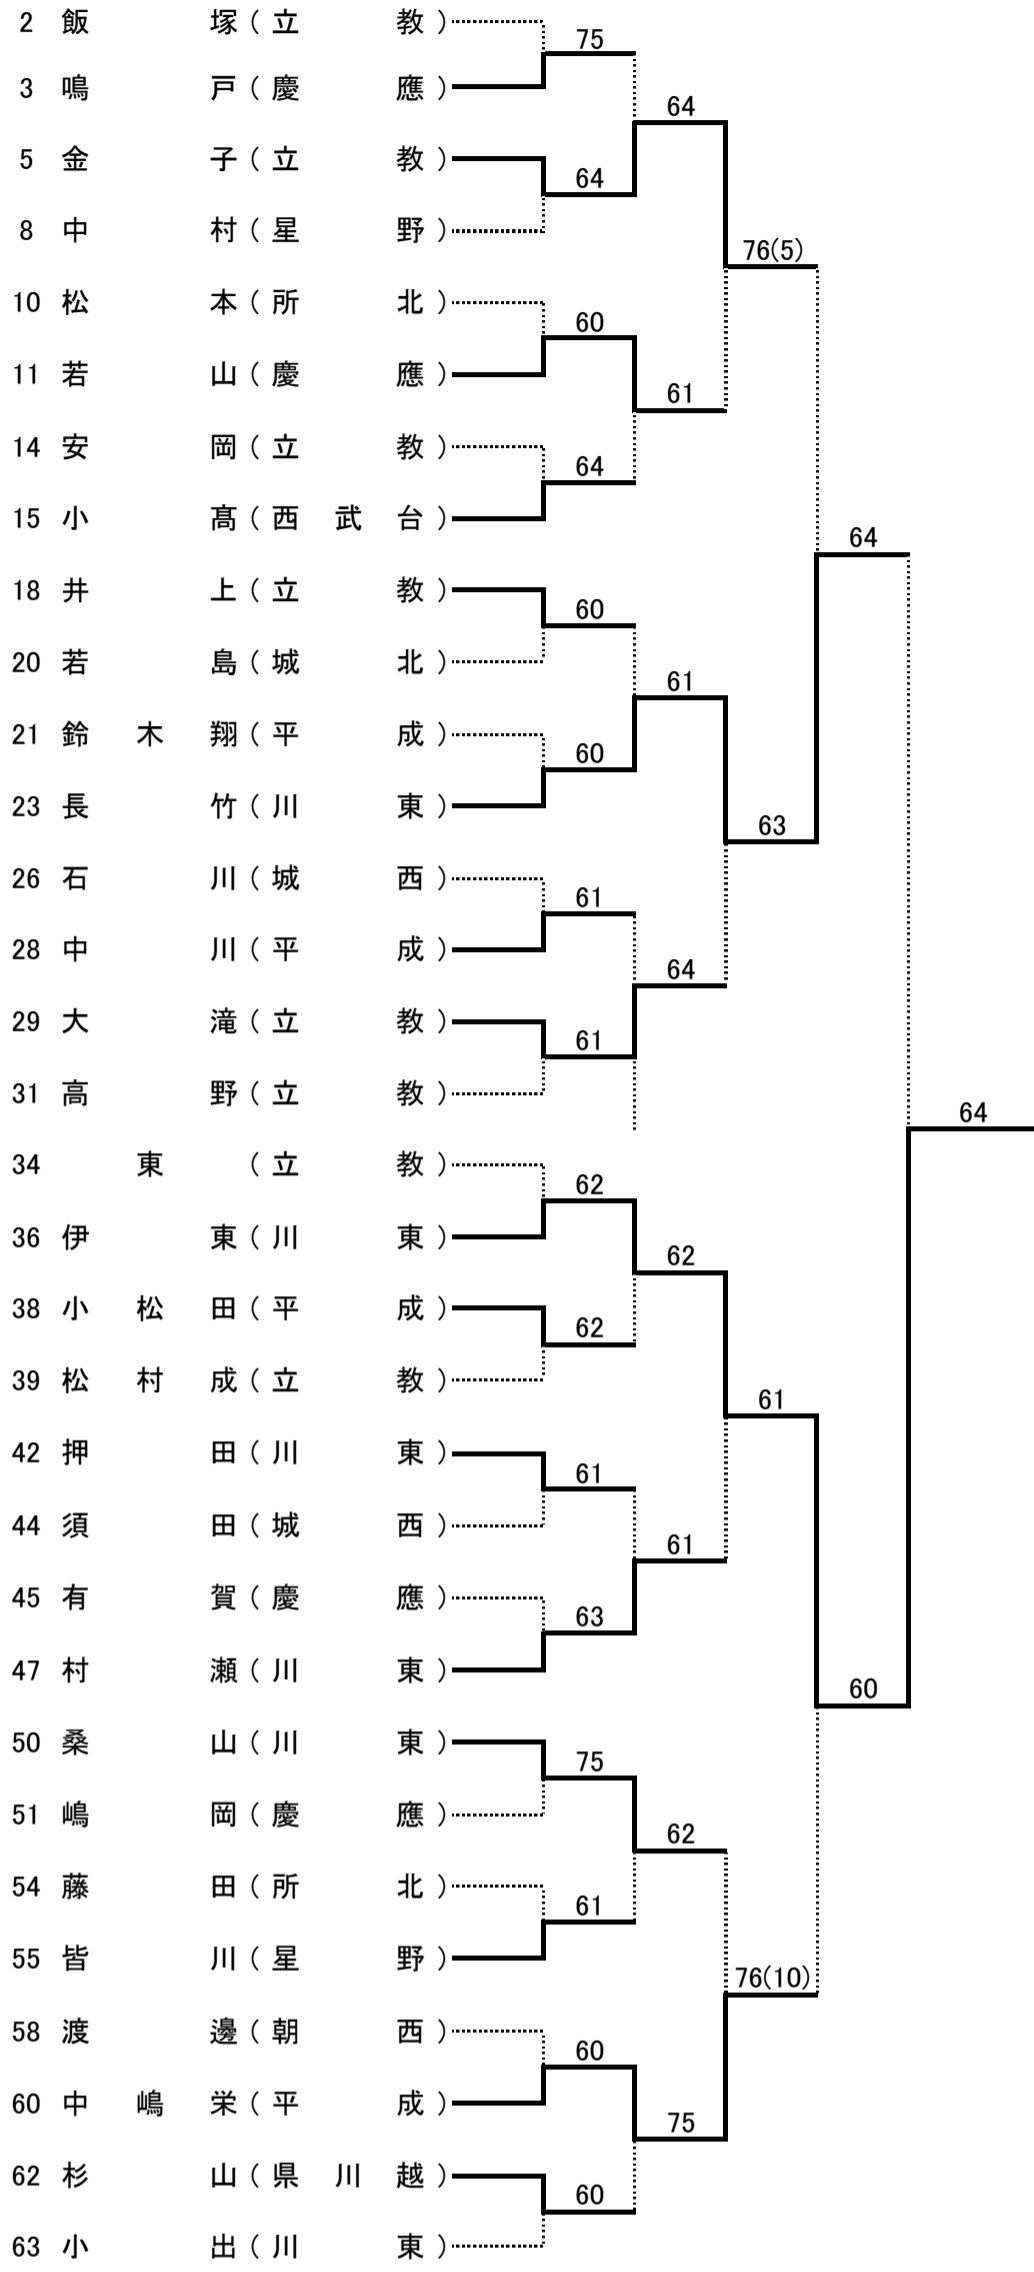 2 飯塚(立教)
75
3 鳴戸(慶應)
64
5 金子(立教)
64
8 中村(星野)
76(5)
10 松本(所北)
60
11 若山(慶應)
61
14 安岡(立教)
64
15 小髙(西武台)
64
18 井上(立教)
60
20 若島(城北)
61
21 鈴木翔(平成)
60
23 長竹(川東)
63
26 石川(城西)
61
28 中川(平成)
64
29 大滝(立教)
61
31 高野(立教)
64
34 東(立教)
62
36 伊東(川東)
62
38 小松田(平成)
62
39 松村成(立教)
61
42 押田(川東)
61
44 須田(城西)
61
45 有賀(慶應)
63
47 村瀬(川東)
60
50 桑山(川東)
75
51 嶋岡(慶應)
62
54 藤田(所北)
61
55 皆川(星野)
76(10)
58 渡邊(朝西)
60
60 中嶋栄(平成)
75
62 杉山(県川越)
60
63 小出(川東)